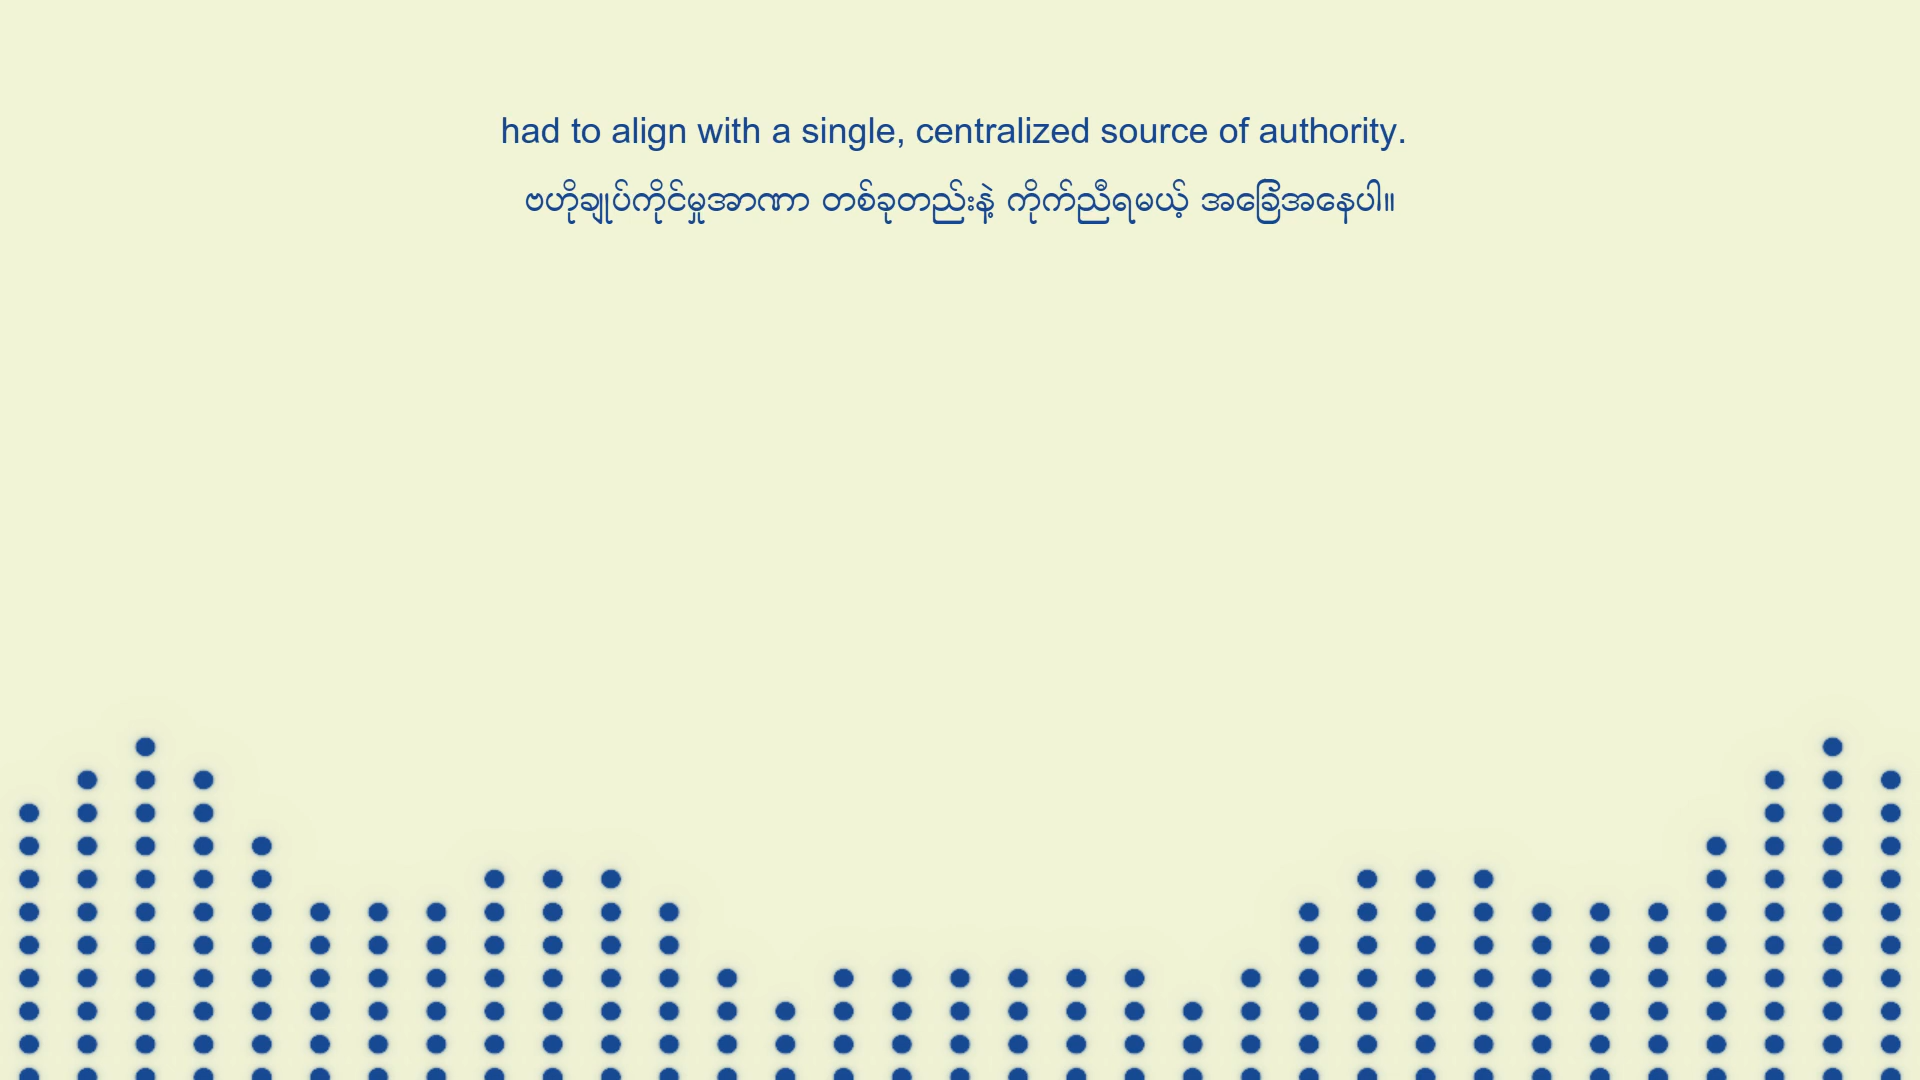 had to align with a single, centralized source of authority.
ဗဟိုချုပ်ကိုင်မှုအာဏာ တစ်ခုတည်းနဲ့ ကိုက်ညီရမယ့် အခြေအနေပါ။